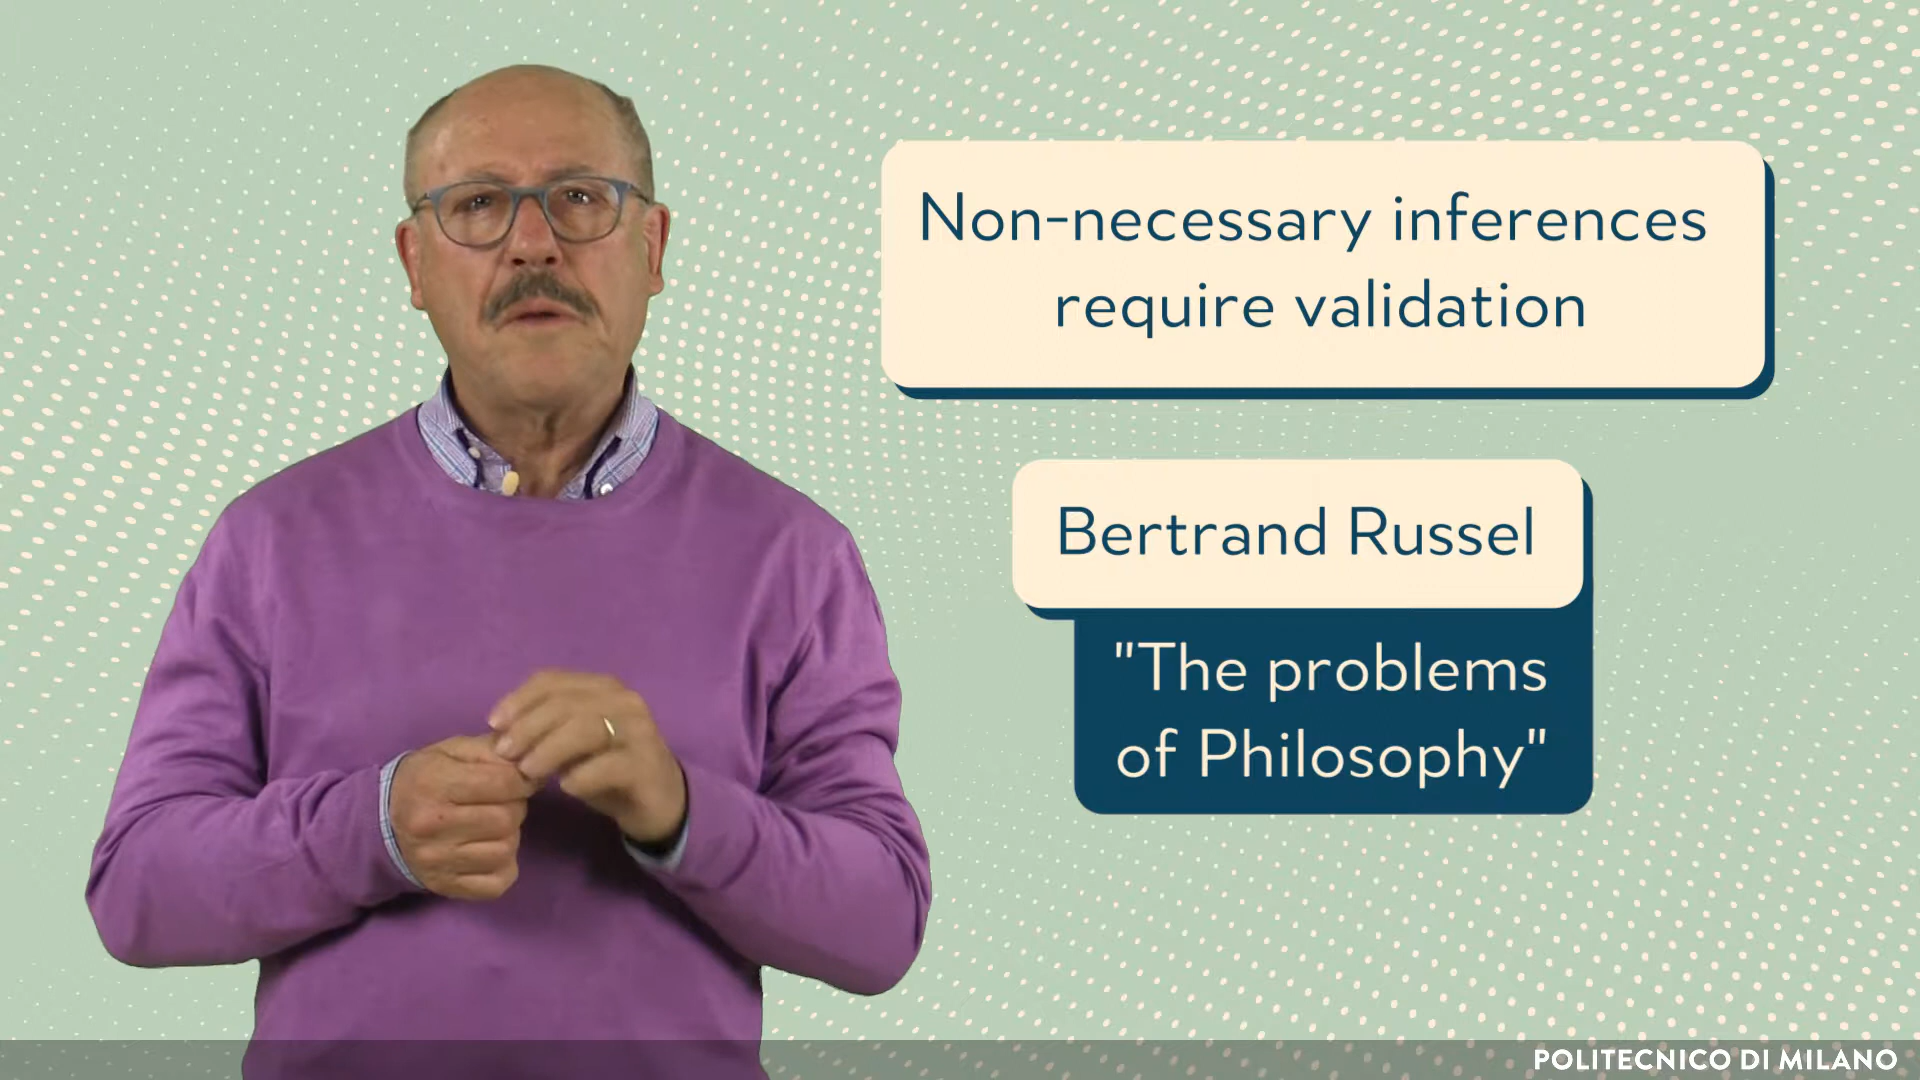 Non-necessary inferences
require validation
Bertrand Russel
"The problems
of Philosophy"
POLITECNICO DI MILANO